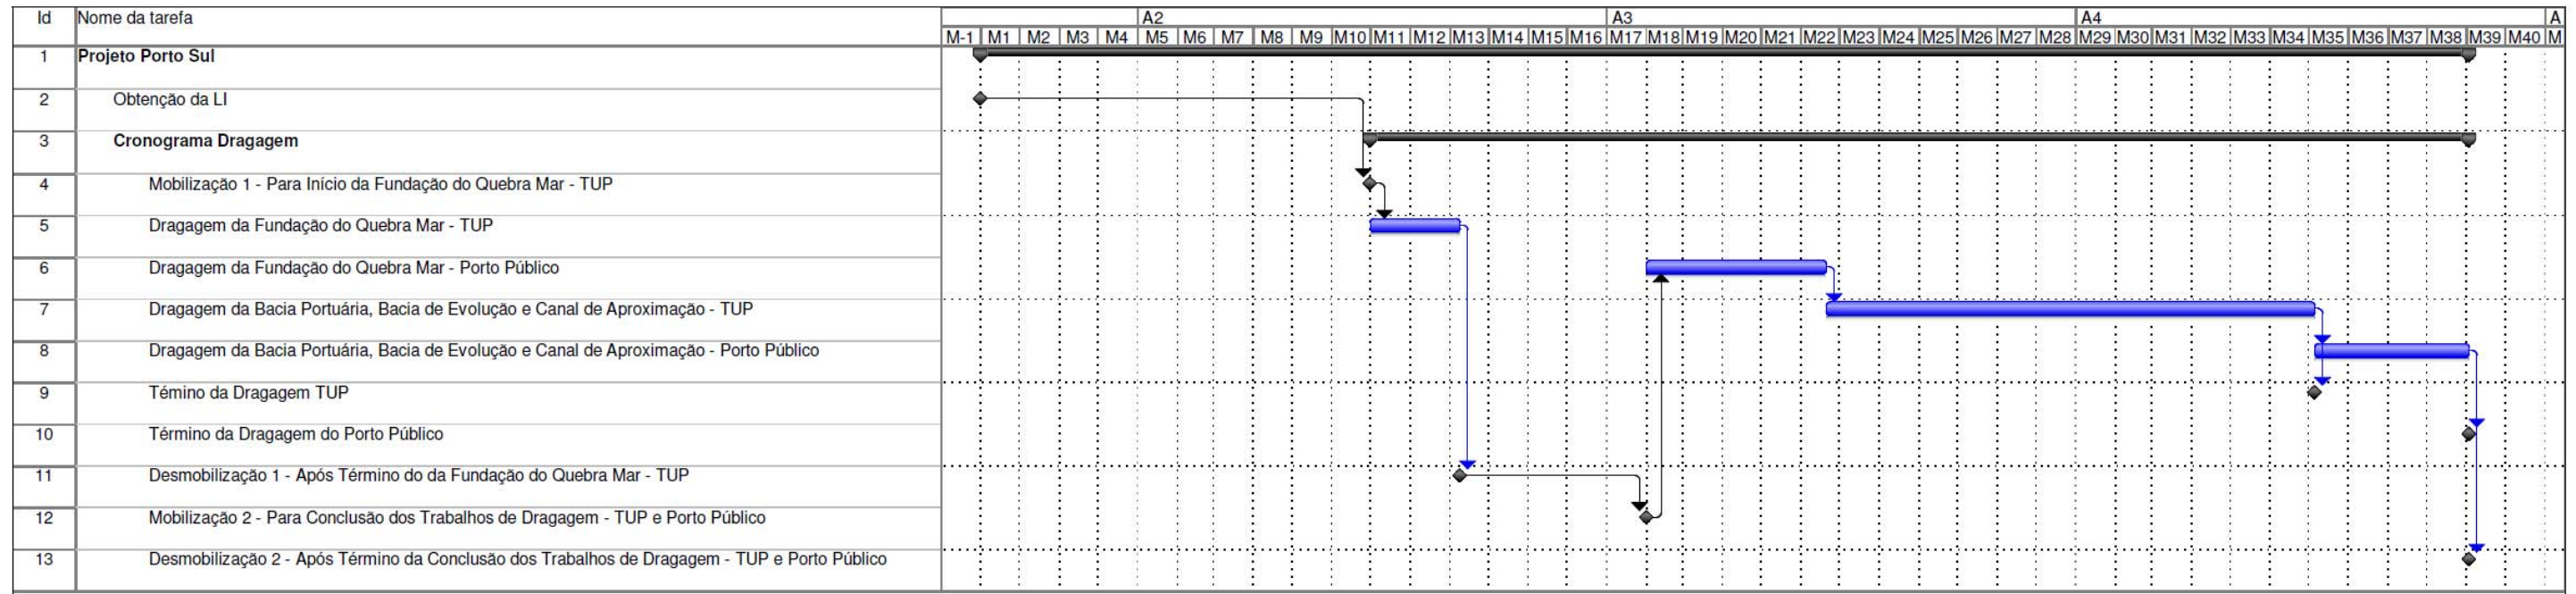 Id Nome da tarefa A2 A3 A4 A
M-1 M1 M2 M3 M4 M5 M6 M7 M8 M9 M10 M11 M12 M13 M14 M15 M16 M17 M18 M19 M20 M21 M22 M23 M24 M25 M26 M27 M28 M29 M30 M31 M32 M33 M34 M35 M36 M37 M38 M39 M40 M
1 Projeto Porto Sul
2 Obtenção da LI
3 Cronograma Dragagem
4 Mobilização 1 - Para Início da Fundação do Quebra Mar - TUP
5 Dragagem da Fundação do Quebra Mar - TUP
6 Dragagem da Fundação do Quebra Mar - Porto Público
7 Dragagem da Bacia Portuária, Bacia de Evolução e Canal de Aproximação - TUP
8 Dragagem da Bacia Portuária, Bacia de Evolução e Canal de Aproximação - Porto Público
9 Témino da Dragagem TUP
10 Término da Dragagem do Porto Público
11 Desmobilização 1 - Após Término do da Fundação do Quebra Mar - TUP
12 Mobilização 2 - Para Conclusão dos Trabalhos de Dragagem - TUP e Porto Público
13 Desmobilização 2 - Após Término da Conclusão dos Trabalhos de Dragagem - TUP e Porto Público